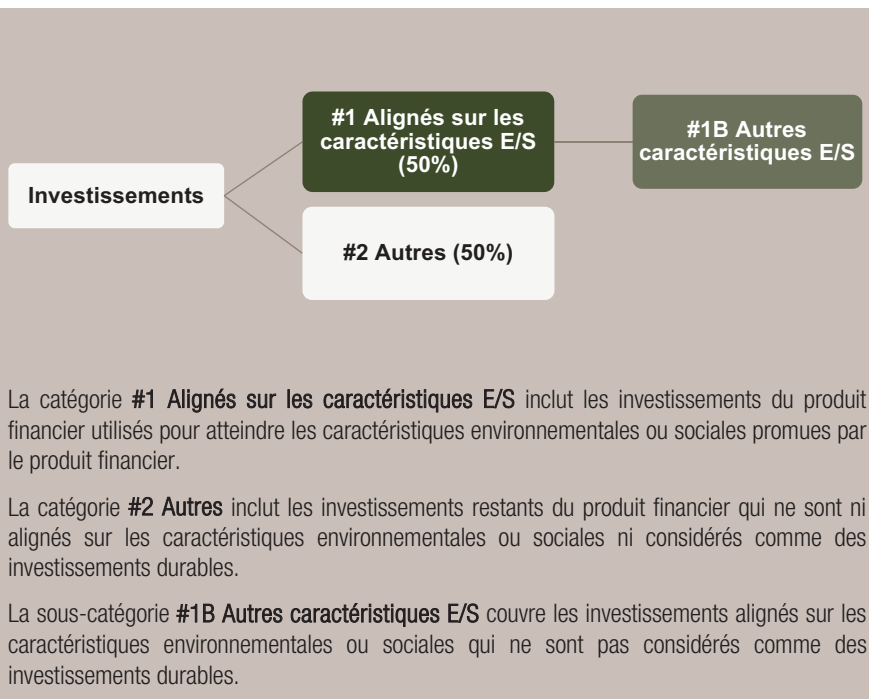 #1 Alignés sur les
caractéristiques E/S
(50%)
#1B Autres
caractéristiques E/S
Investissements
#2 Autres (50%)
La catégorie #1 Alignés sur les caractéristiques E/S inclut les investissements du produit
financier utilisés pour atteindre les caractéristiques environnementales ou sociales promues par
le produit financier.
La catégorie #2 Autres inclut les investissements restants du produit financier qui ne sont ni
alignés sur les caractéristiques environnementales ou sociales ni considérés comme des
investissements durables.
La sous-catégorie #1B Autres caractéristiques E/S couvre les investissements alignés sur les
caractéristiques environnementales ou sociales qui ne sont pas considérés comme des
investissements durables.